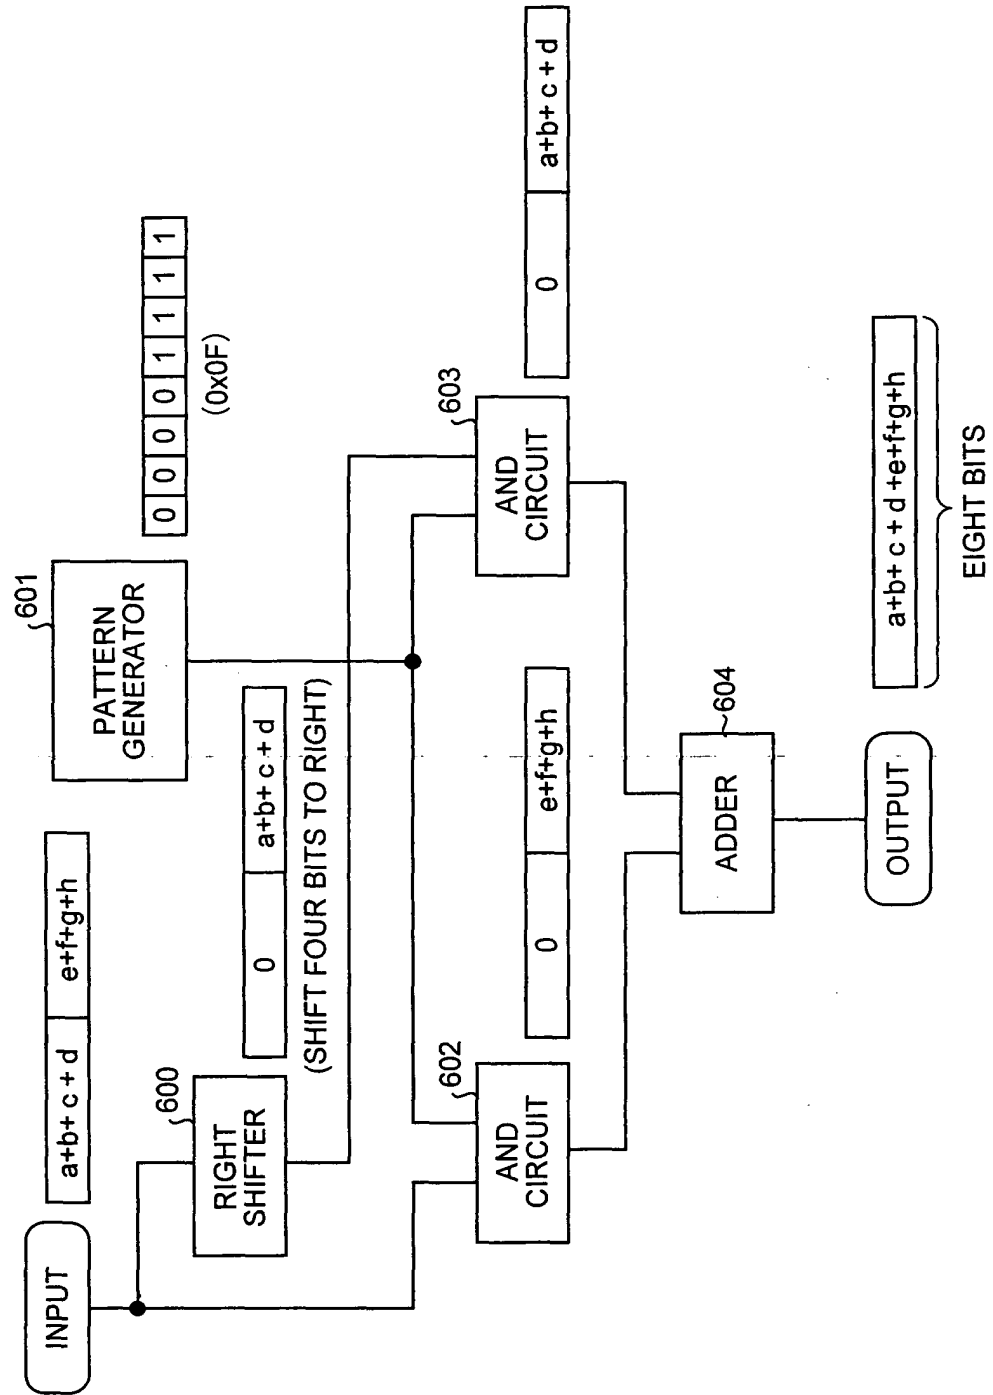 INPUT
a+b+ c + d
e+f+g+h
600
RIGHT
SHIFTER
0
a+b+ c + d
(SHIFT FOUR BITS TO RIGHT)
601
PATTERN
GENERATOR
0 0 0 0 1 1 1 1
(0x0F)
602
AND
CIRCUIT
0
e+f+g+h
603
AND
CIRCUIT
0
a+b+ c + d
604
ADDER
OUTPUT
a+b+ c + d +e+f+g+h
EIGHT BITS